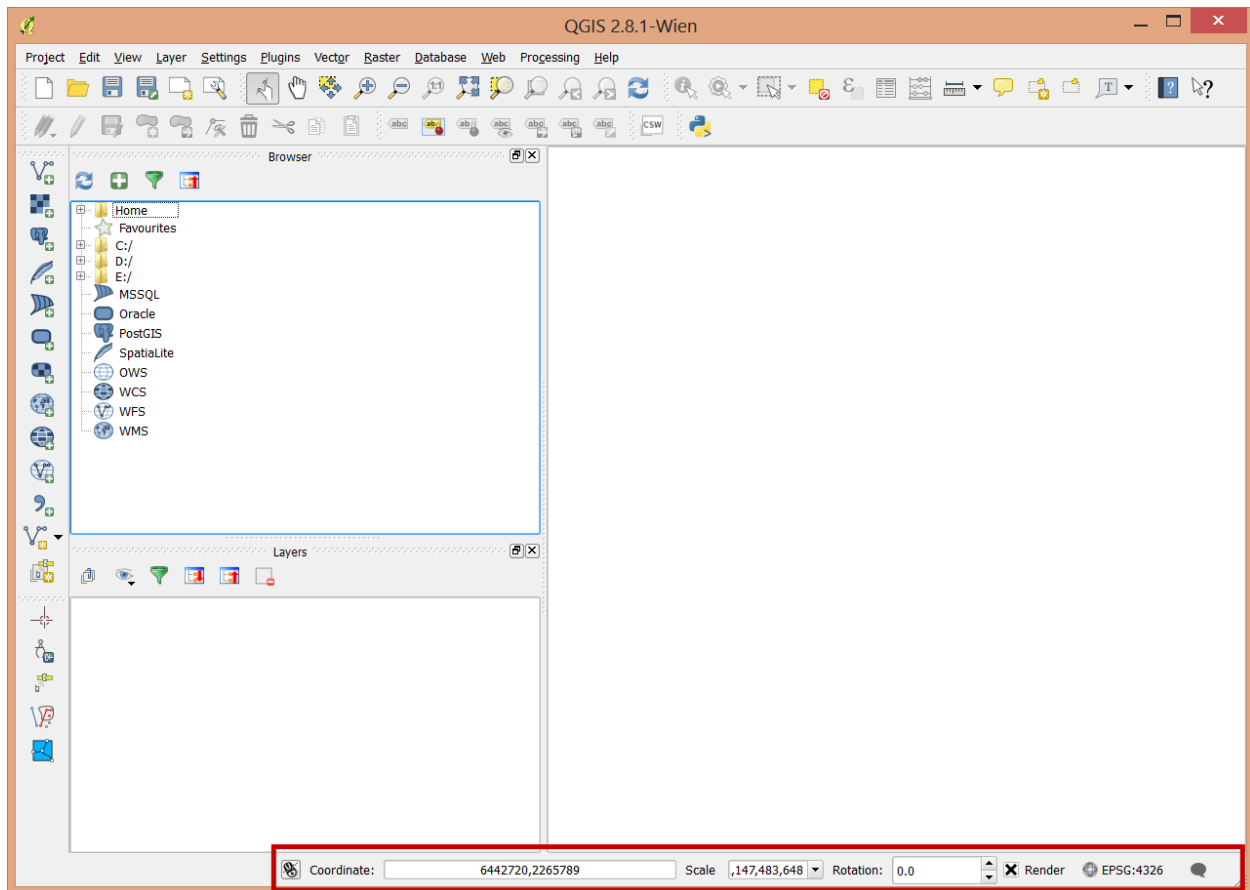 QGIS 2.8.1-Wien
Project Edit View Layer Settings Plugins Vector Raster Database Web Processing Help
CSW
Browser
Home
Favourites
C:/
D:/
E:/
MSSQL
Oracle
PostGIS
SpatiaLite
OWS
WCS
WFS
WMS
Layers
Coordinate: 6442720,2265789 Scale ,147,483,648 Rotation: 0.0 Render EPSG:4326